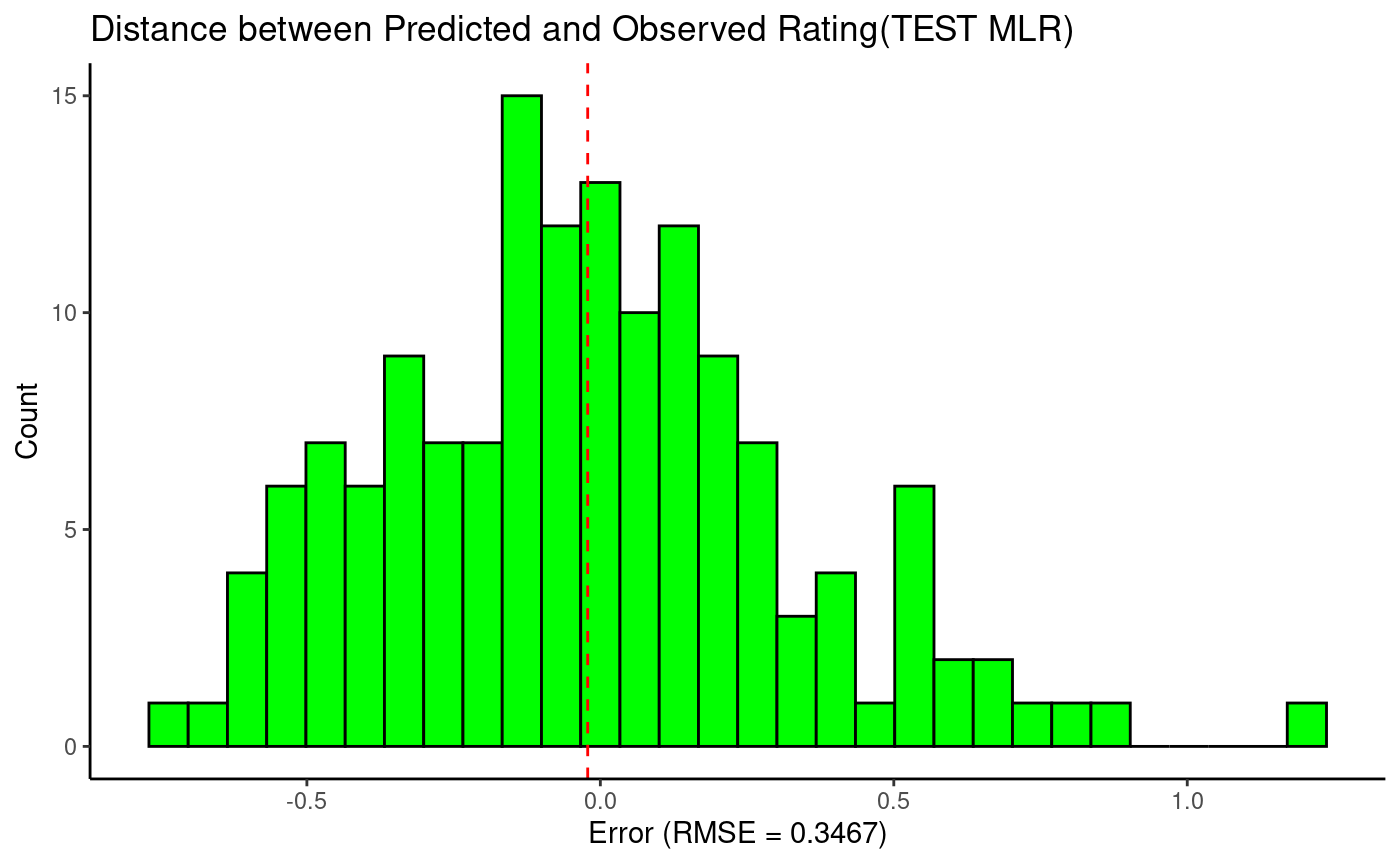 Distance between Predicted and Observed Rating(TEST MLR)
15
10
5
0
Count
-0.5
0.0
0.5
1.0
Error (RMSE = 0.3467)